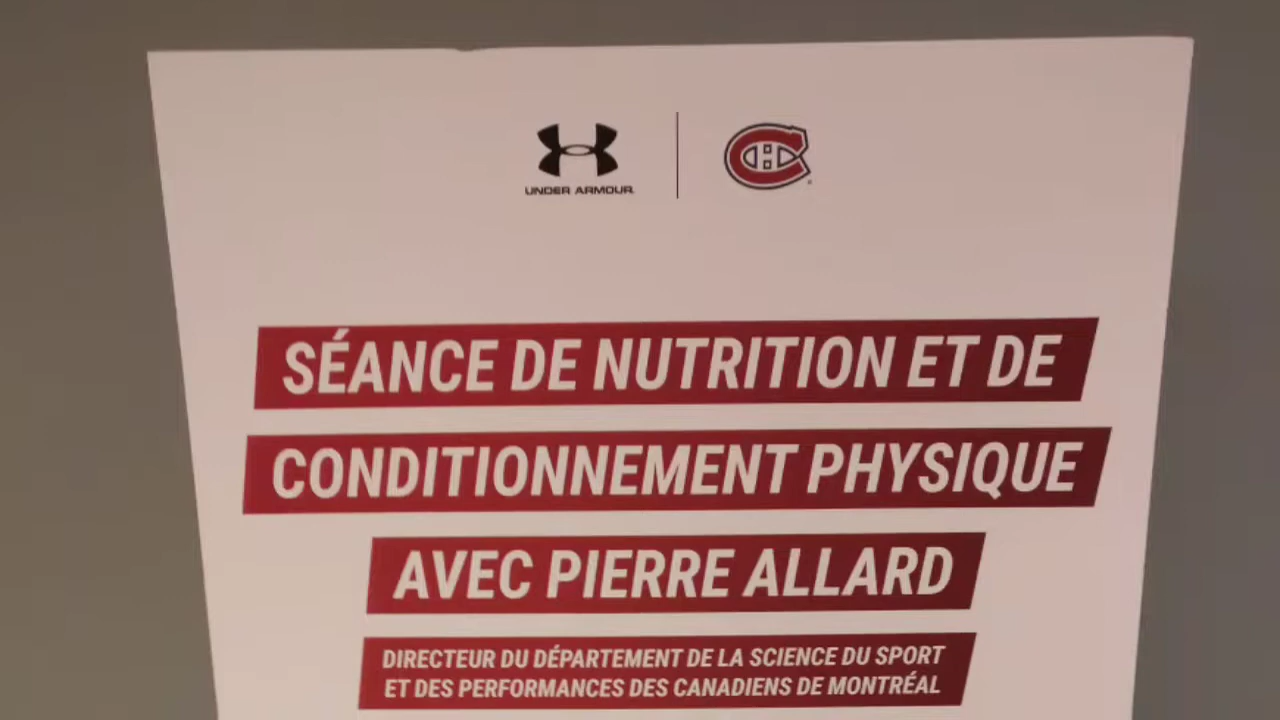 UNDER ARMOUR
CH
SÉANCE DE NUTRITION ET DE
CONDITIONNEMENT PHYSIQUE
AVEC PIERRE ALLARD
DIRECTEUR DU DÉPARTEMENT DE LA SCIENCE DU SPORT
ET DES PERFORMANCES DES CANADIENS DE MONTRÉAL